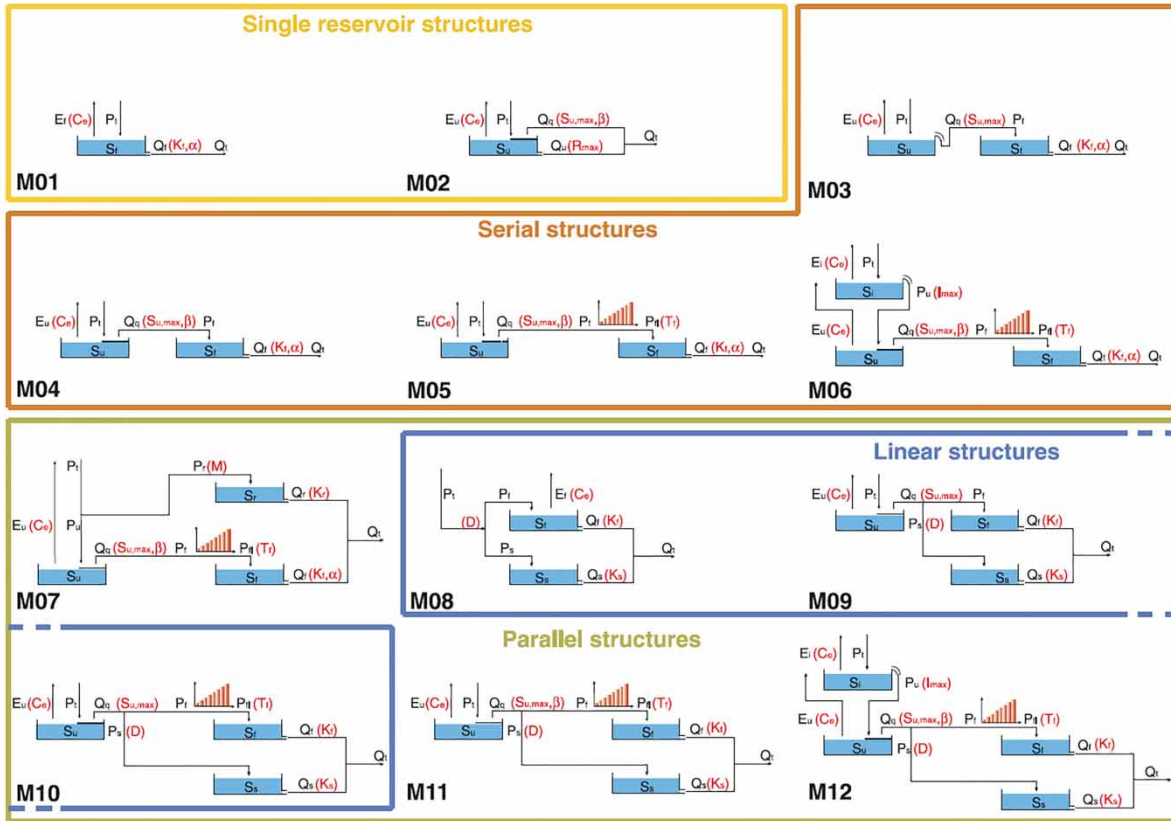 Single reservoir structures
Ef (Ce) Pt
Sf
Qf (Kf,α) Qt
M01
Eu (Ce) Pt Qq (Su,max,β)
Su
Qu (Rmax)
Qt
M02
Eu (Ce) Pt Qq (Su,max) Pf
Su Sf
Qf (Kf,α) Qt
M03
Serial structures
Eu (Ce) Pt Qq (Su,max,β) Pf
Su Sf
Qf (Kf,α) Qt
M04
Eu (Ce) Pt Qq (Su,max,β) Pf Pfl (Tf)
Su Sf
Qf (Kf,α) Qt
M05
Ei (Ce) Pt
Si
Pu (Imax)
Eu (Ce) Qq (Su,max,β) Pf Pfl (Tf)
Su Sf
Qf (Kf,α) Qt
M06
Pt Pr (M)
Sr
Qr (Kr)
Eu (Ce) Pu
Qq (Su,max,β) Pf Pfl (Tf)
Qt
Su Sf
Qf (Kf,α)
M07
Linear structures
Pt Pf Ef (Ce)
(D) Sf Qf (Kf)
Ps Qt
Ss Qs (Ks)
M08
Eu (Ce) Pt Qq (Su,max) Pf
Su Ps (D) Sf Qf (Kf)
Qt
Ss Qs (Ks)
M09
Parallel structures
Eu (Ce) Pt Qq (Su,max) Pf Pfl (Tf)
Su Ps (D) Sf Qf (Kf)
Qt
Ss Qs (Ks)
M10
Eu (Ce) Pt Qq (Su,max,β) Pf Pfl (Tf)
Su Ps (D) Sf Qf (Kf)
Qt
Ss Qs (Ks)
M11
Ei (Ce) Pt
Si
Pu (Imax)
Eu (Ce) Qq (Su,max,β) Pf Pfl (Tf)
Su Ps (D) Sf Qf (Kf)
Qt
Ss Qs (Ks)
M12